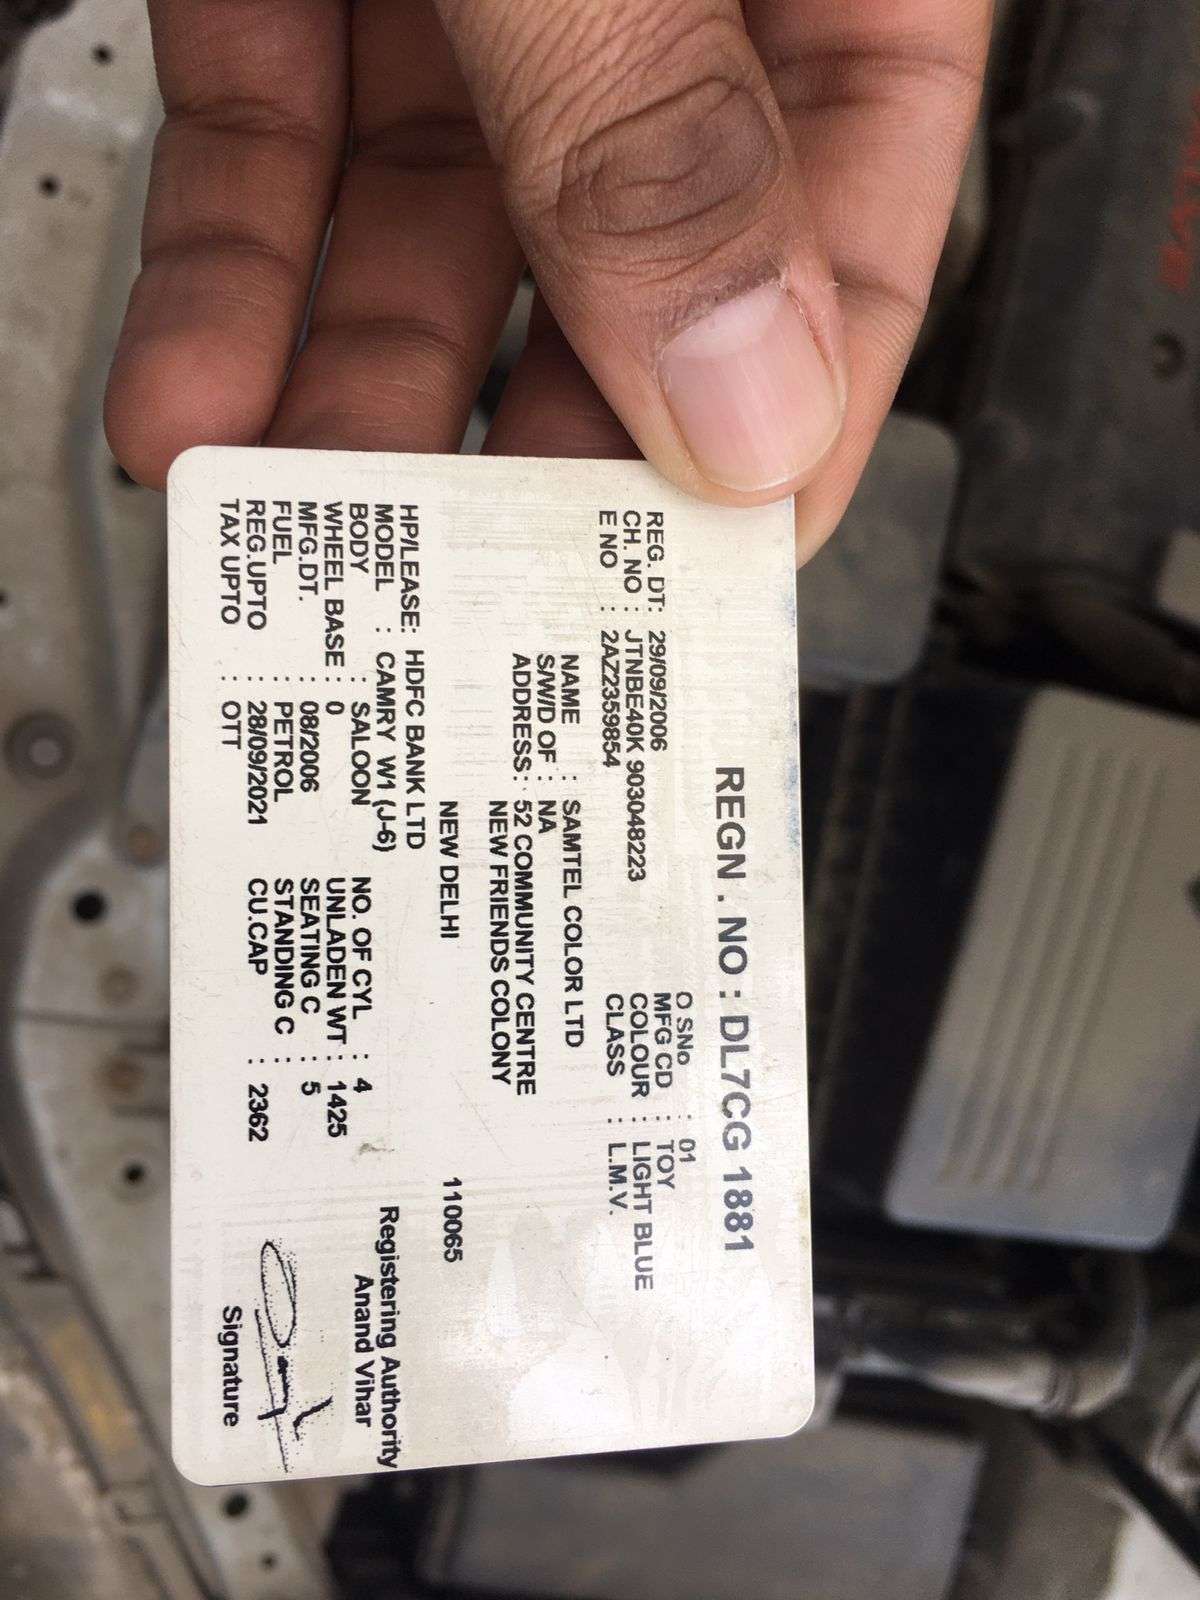 REGN . NO : DL7CG 1881
O SNo : 01
REG. DT: 29/09/2006 MFG CD : TOY
CH. NO : JTNBE40K 903048223 COLOUR : LIGHT BLUE
E NO : 2AZ2359854 CLASS : L.M.V.
NAME : SAMTEL COLOR LTD
S/W/D OF : NA
ADDRESS: 52 COMMUNITY CENTRE
NEW FRIENDS COLONY
NEW DELHI 110065
HP/LEASE: HDFC BANK LTD
MODEL : CAMRY W1 (J-6)
BODY : SALOON NO. OF CYL : 4
WHEEL BASE : 0 UNLADEN WT : 1425
MFG.DT. : 08/2006 SEATING C : 5
FUEL : PETROL STANDING C :
REG.UPTO : 28/09/2021 CU.CAP : 2362
TAX UPTO : OTT
Registering Authority
Anand Vihar
Signature